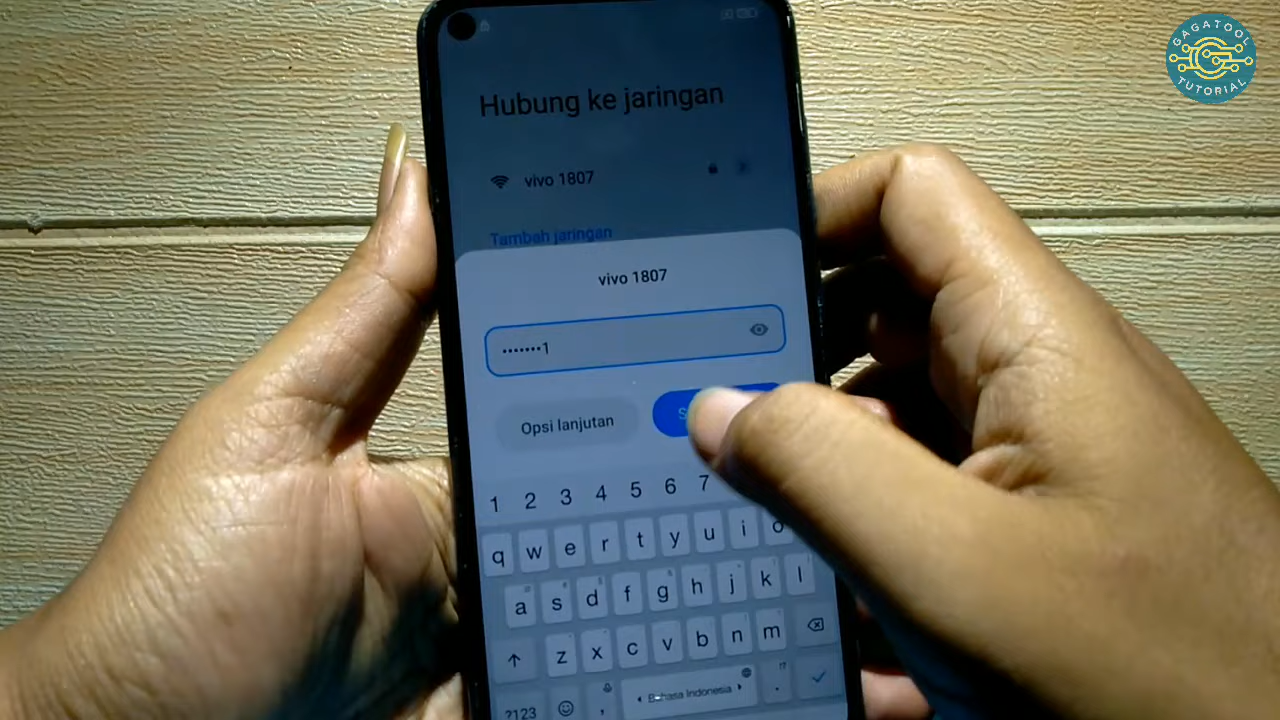 GAGATOOL
TUTORIAL
Hubung ke jaringan
vivo 1807
Tambah jaringan
vivo 1807
•••••••1
Opsi lanjutan
S
1 2 3 4 5 6 7
q w e r t y u i o
a s d f g h j k l
z x c v b n m
?123 , Bahasa Indonesia . !?